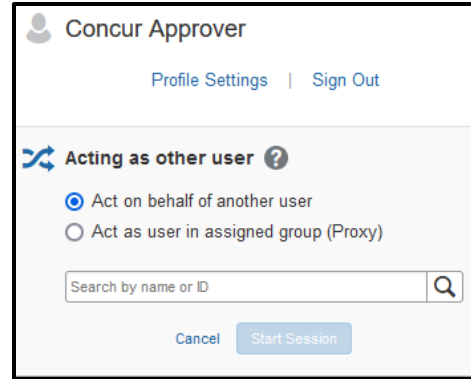 Concur Approver
Profile Settings | Sign Out
Acting as other user ?
Act on behalf of another user
Act as user in assigned group (Proxy)
Search by name or ID
Cancel Start Session